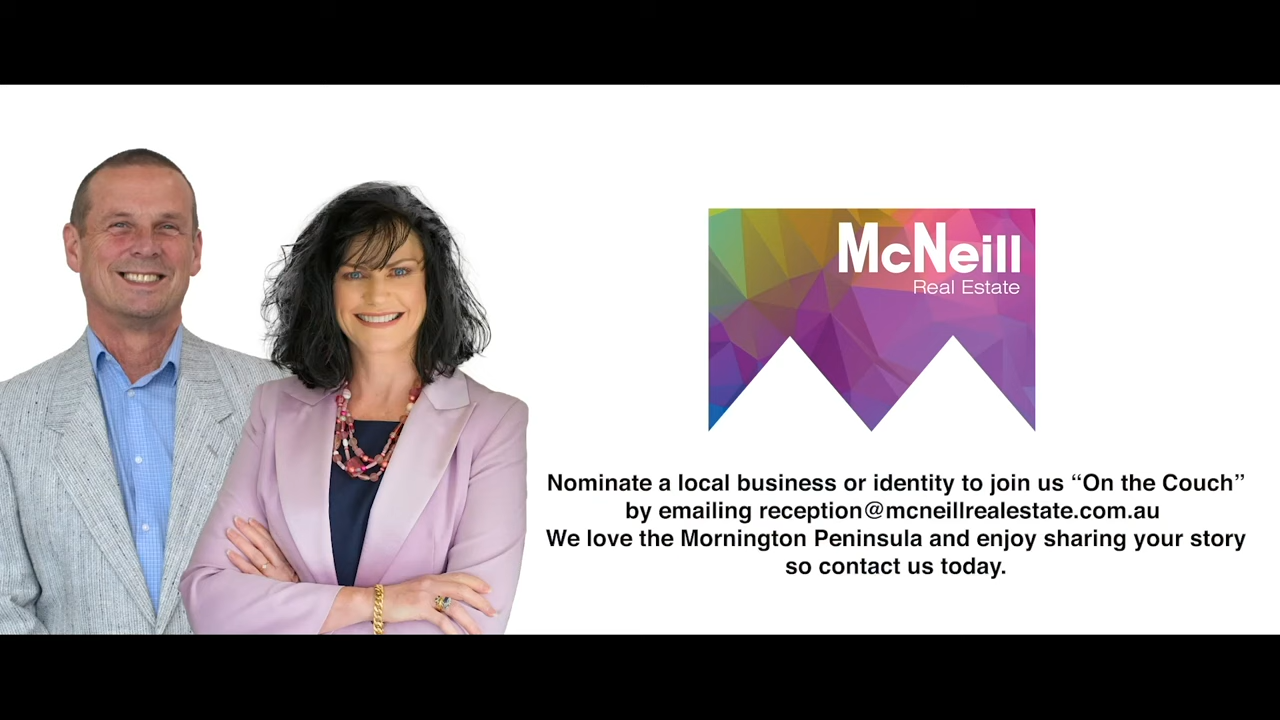 McNeill
Real Estate
Nominate a local business or identity to join us “On the Couch”
by emailing reception@mcneillrealestate.com.au
We love the Mornington Peninsula and enjoy sharing your story
so contact us today.